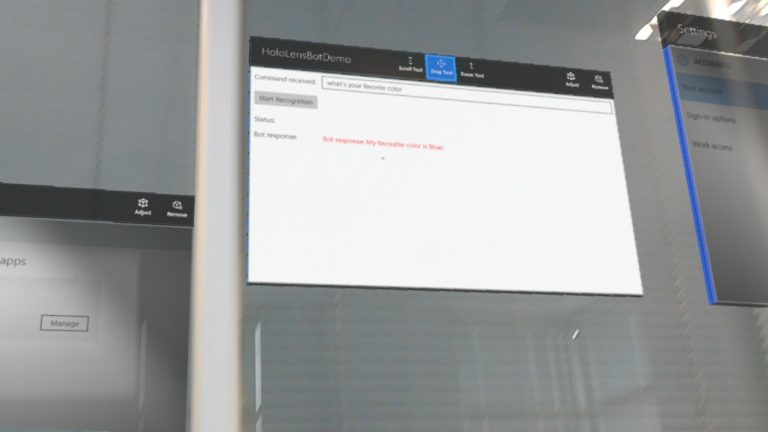 HoloLensBotDemo
Scroll Tool
Drag Tool
Zoom Tool
Adjust
Remove
Command received:
what's your favorite color
Start Recognition
Status:
Bot response:
Bot response: My favourite color is Blue!
Settings
ACCOUNTS
Your account
Sign-in options
Work access
Adjust
Remove
apps
Manage